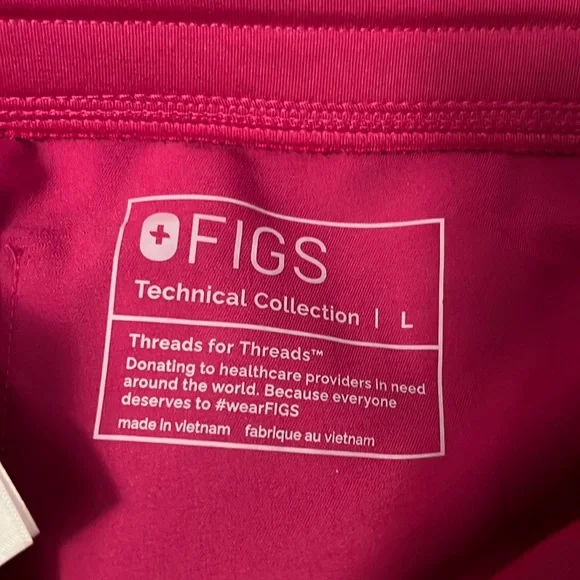 FIGS
Technical Collection | L
Threads for Threads™
Donating to healthcare providers in need
around the world. Because everyone
deserves to #wearFIGS
made in vietnam fabrique au vietnam